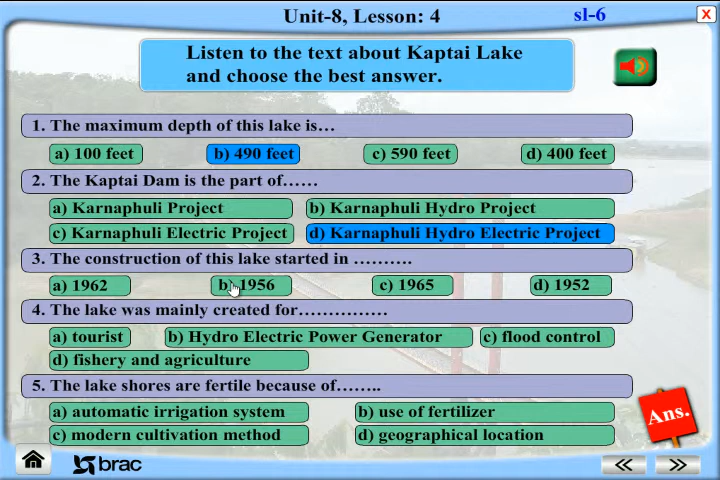 Unit-8, Lesson: 4
sl-6
X
Listen to the text about Kaptai Lake
and choose the best answer.
1. The maximum depth of this lake is…
a) 100 feet b) 490 feet c) 590 feet d) 400 feet
2. The Kaptai Dam is the part of……
a) Karnaphuli Project b) Karnaphuli Hydro Project
c) Karnaphuli Electric Project d) Karnaphuli Hydro Electric Project
3. The construction of this lake started in ……….
a) 1962 b) 1956 c) 1965 d) 1952
4. The lake was mainly created for……………
a) tourist b) Hydro Electric Power Generator c) flood control
d) fishery and agriculture
5. The lake shores are fertile because of……..
a) automatic irrigation system b) use of fertilizer
c) modern cultivation method d) geographical location
Ans.
brac